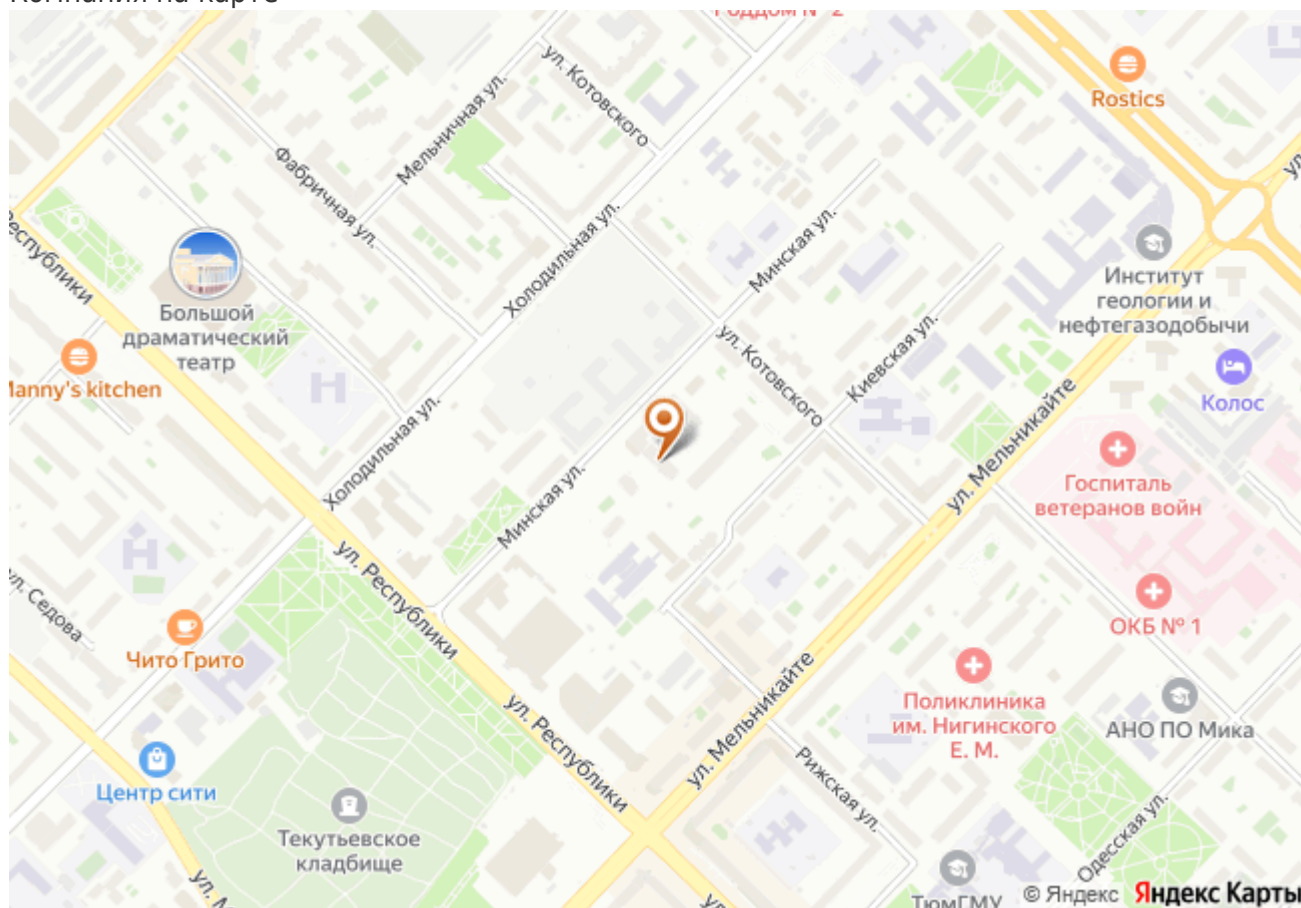 Компания на карте
Роддом № 2
ул. Котовского
Rostics
Мельничная ул.
Фабричная ул.
Республики
Холодильная ул.
Минская ул.
Институт
геологии и
нефтегазодобычи
Большой
драматический
театр
ул. Котовского
Киевская ул.
Manny's kitchen
Колос
Холодильная ул.
ул. Мельникайте
Госпиталь
ветеранов войн
Минская ул.
ул. Республики
ул. Седова
ОКБ № 1
Чито Грито
Поликлиника
им. Нигинского
Е. М.
ул. Мельникайте
АНО ПО Мика
ул. Республики
Центр сити
Рижская ул.
Текутьевское
кладбище
Одесская ул.
ТюмГМУ
© Яндекс Яндекс Карты